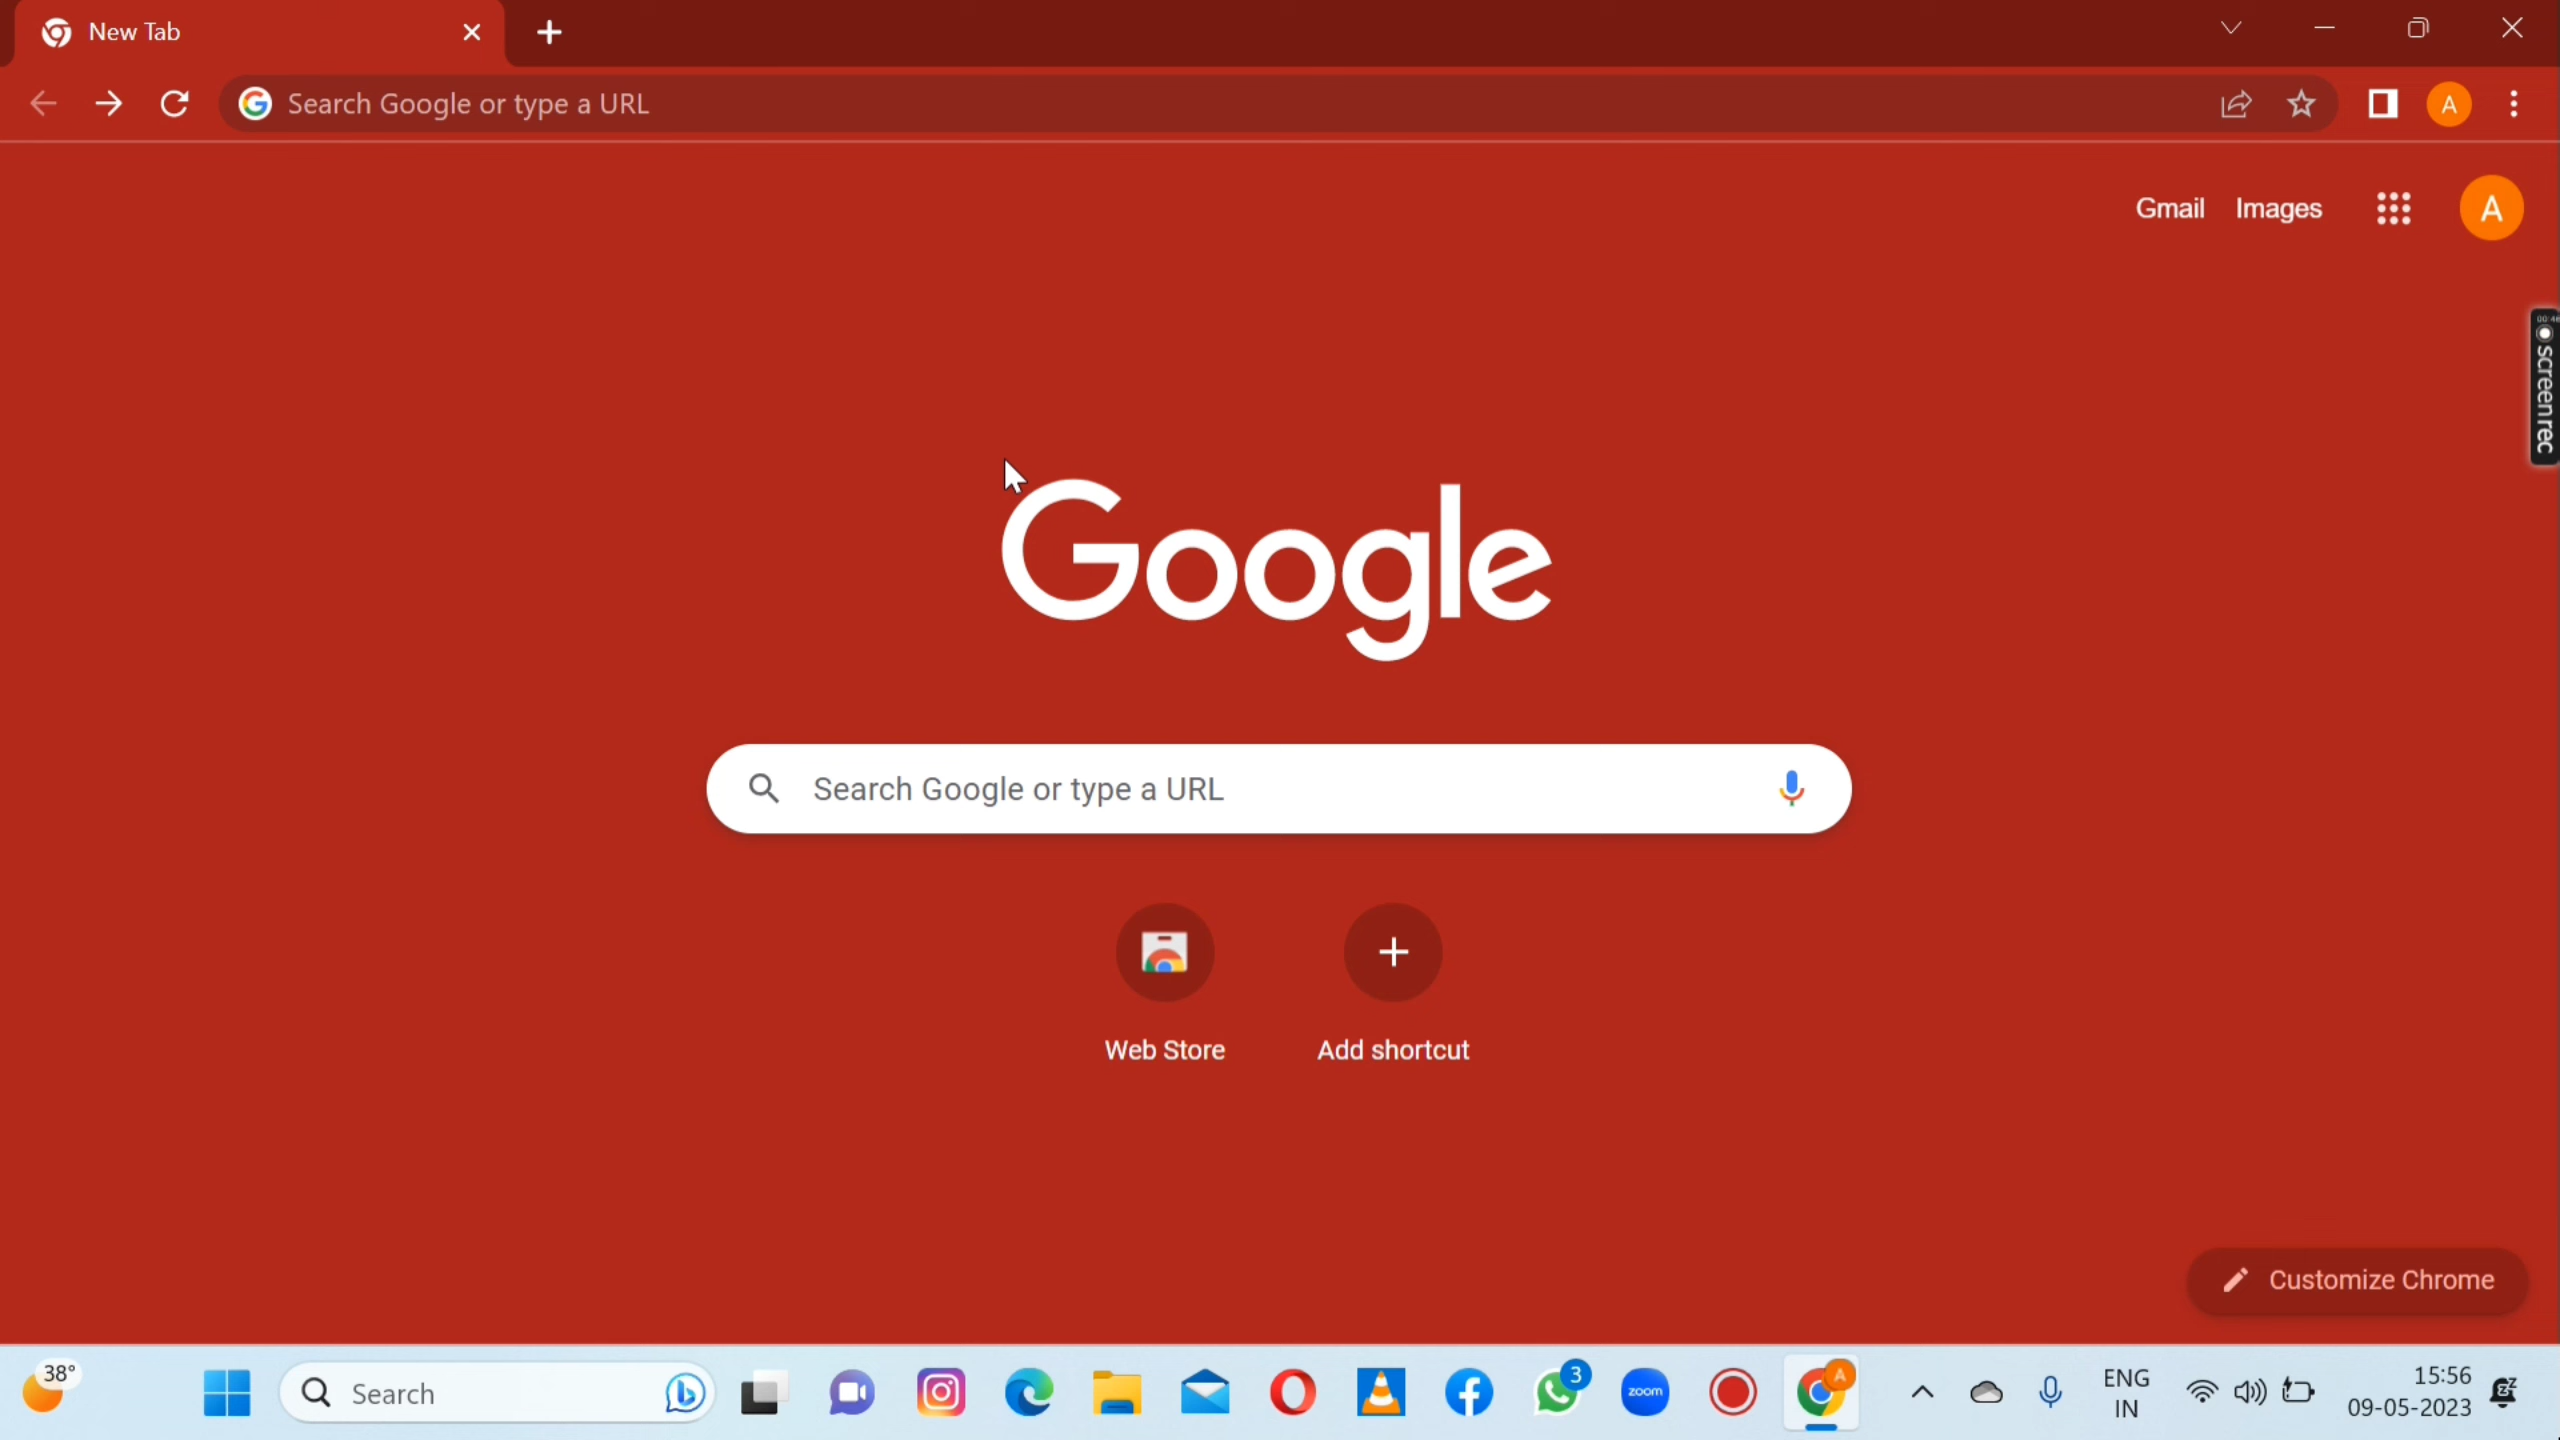 New Tab
Search Google or type a URL
A
Gmail Images
A
screenrec
Google
Search Google or type a URL
Web Store Add shortcut
Customize Chrome
38°
Search
3
zoom
A
ENG
IN
15:56
09-05-2023